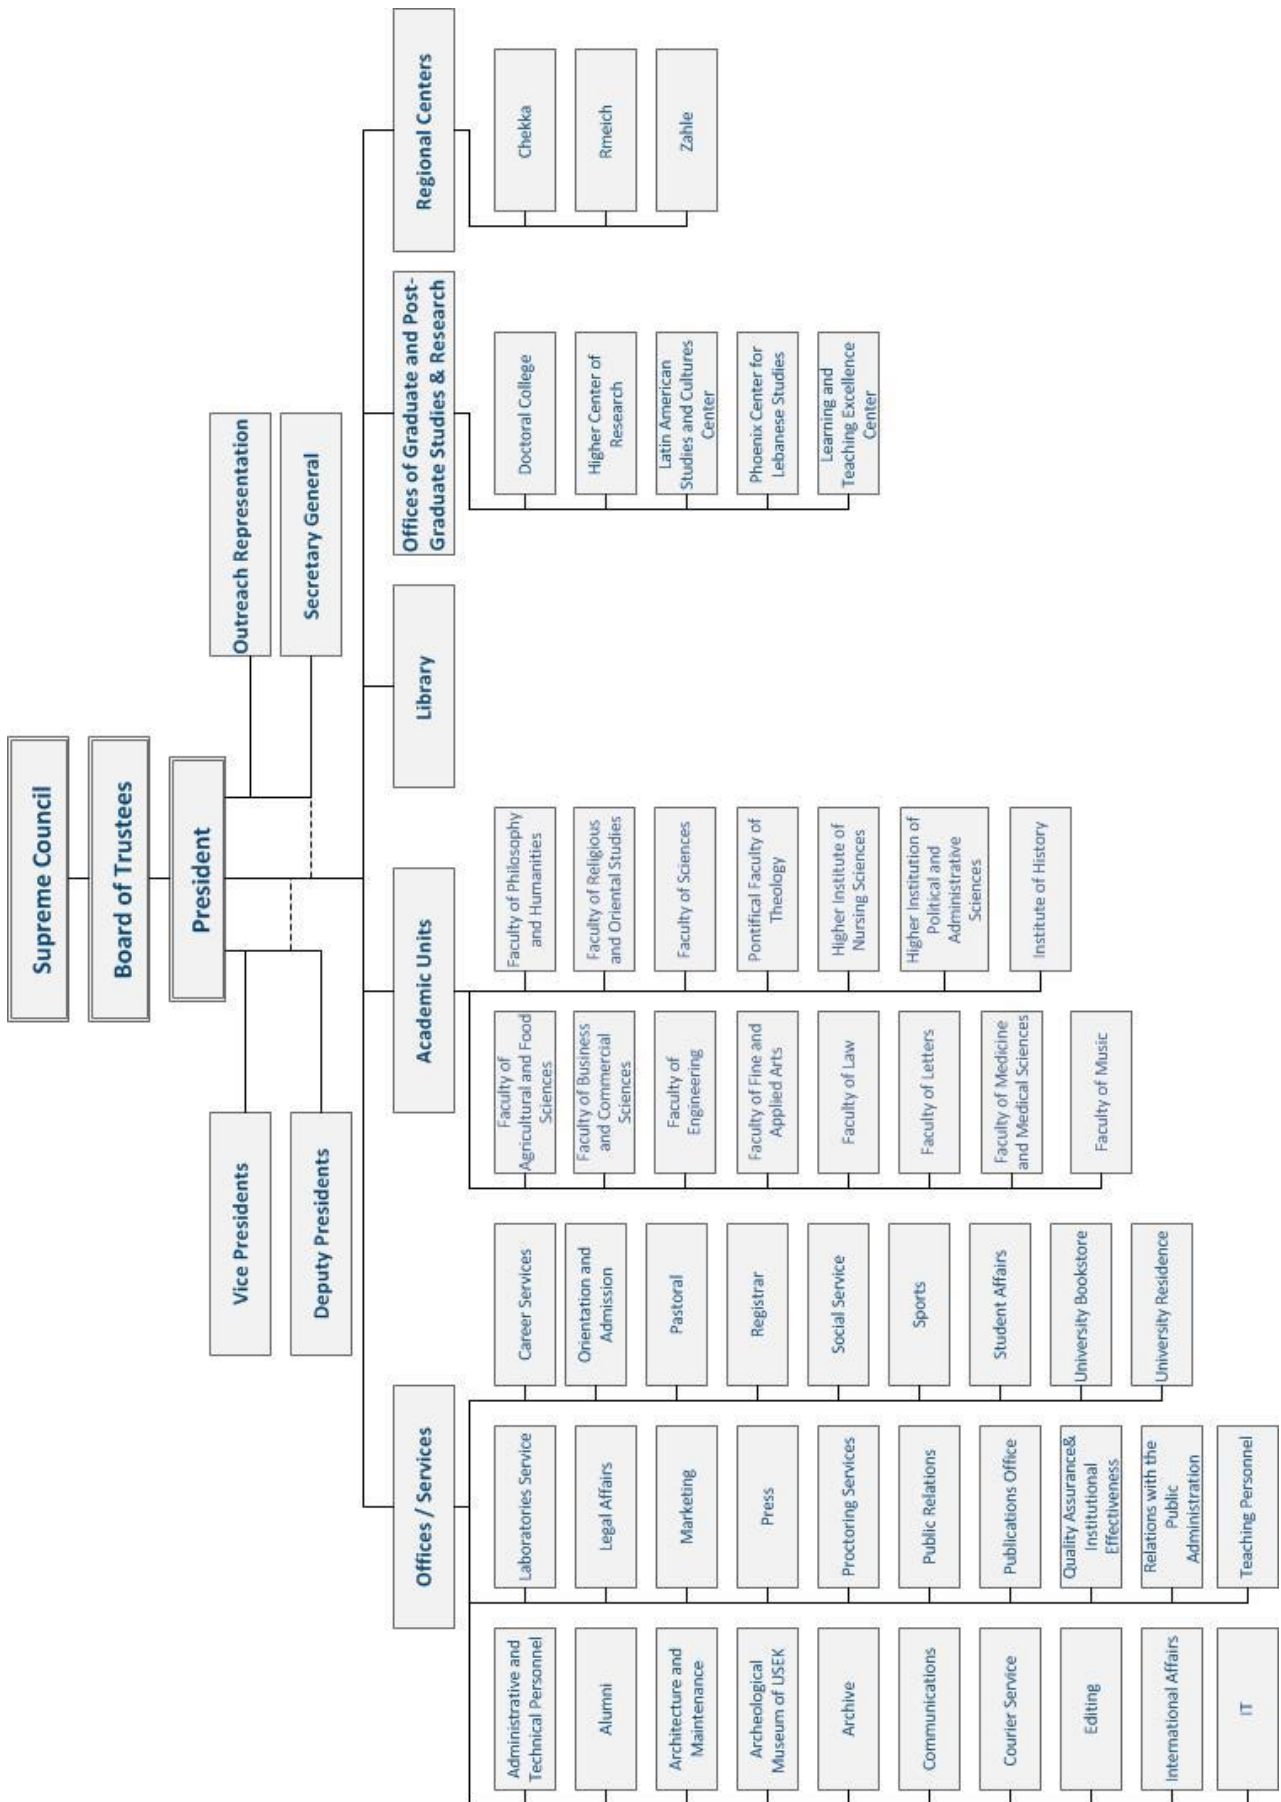 Supreme Council
Board of Trustees
President
Vice Presidents
Deputy Presidents
Outreach Representation
Secretary General
Offices / Services
Academic Units
Library
Offices of Graduate and Post-
Graduate Studies & Research
Regional Centers
Administrative and
Technical Personnel
Alumni
Architecture and
Maintenance
Archeological
Museum of USEK
Archive
Communications
Courier Service
Editing
International Affairs
IT
Laboratories Service
Legal Affairs
Marketing
Press
Proctoring Services
Public Relations
Publications Office
Quality Assurance&
Institutional
Effectiveness
Relations with the
Public
Administration
Teaching Personnel
Career Services
Orientation and
Admission
Pastoral
Registrar
Social Service
Sports
Student Affairs
University Bookstore
University Residence
Faculty of
Agricultural and Food
Sciences
Faculty of Business
and Commercial
Sciences
Faculty of
Engineering
Faculty of Fine and
Applied Arts
Faculty of Law
Faculty of Letters
Faculty of Medicine
and Medical Sciences
Faculty of Music
Faculty of Philosophy
and Humanities
Faculty of Religious
and Oriental Studies
Faculty of Sciences
Pontifical Faculty of
Theology
Higher Institute of
Nursing Sciences
Higher Institution of
Political and
Administrative
Sciences
Institute of History
Doctoral College
Higher Center of
Research
Latin American
Studies and Cultures
Center
Phoenix Center for
Lebanese Studies
Learning and
Teaching Excellence
Center
Chekka
Rmeich
Zahle